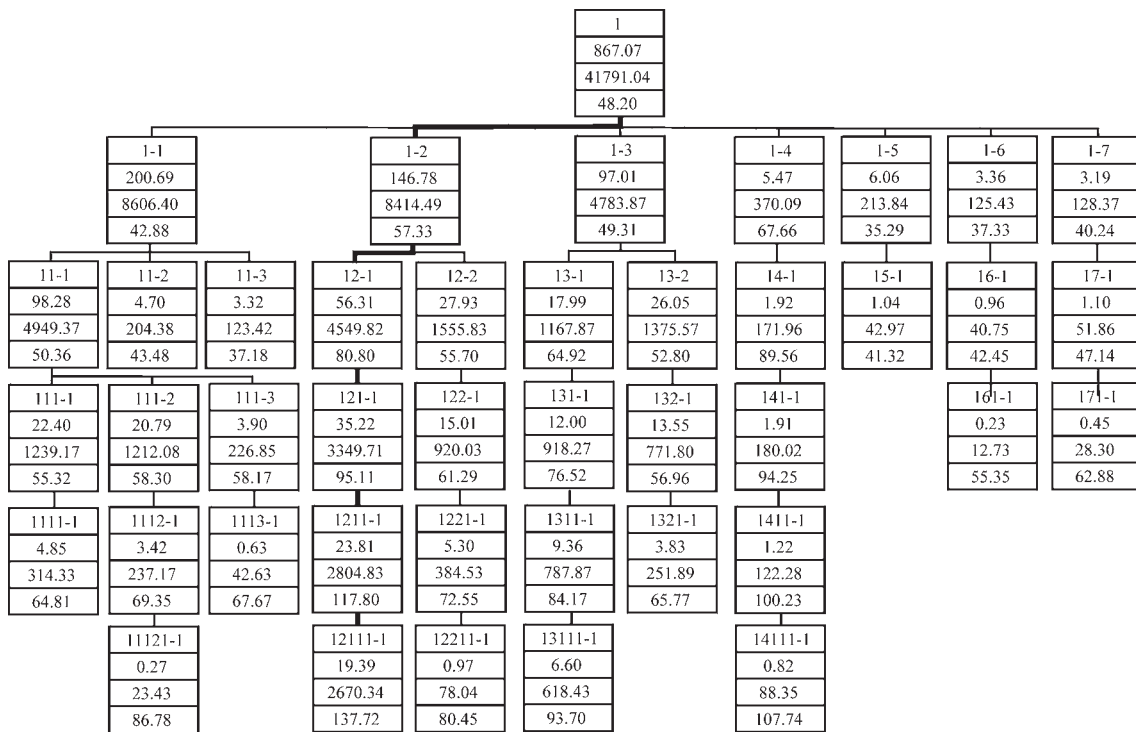 1
867.07
41791.04
48.20
1-1 1-2 1-3 1-4 1-5 1-6 1-7
200.69 146.78 97.01 5.47 6.06 3.36 3.19
8606.40 8414.49 4783.87 370.09 213.84 125.43 128.37
42.88 57.33 49.31 67.66 35.29 37.33 40.24
11-1 11-2 11-3 12-1 12-2 13-1 13-2 14-1 15-1 16-1 17-1
98.28 4.70 3.32 56.31 27.93 17.99 26.05 1.92 1.04 0.96 1.10
4949.37 204.38 123.42 4549.82 1555.83 1167.87 1375.57 171.96 42.97 40.75 51.86
50.36 43.48 37.18 80.80 55.70 64.92 52.80 89.56 41.32 42.45 47.14
111-1 111-2 111-3 121-1 122-1 131-1 132-1 141-1 161-1 171-1
22.40 20.79 3.90 35.22 15.01 12.00 13.55 1.91 0.23 0.45
1239.17 1212.08 226.85 3349.71 920.03 918.27 771.80 180.02 12.73 28.30
55.32 58.30 58.17 95.11 61.29 76.52 56.96 94.25 55.35 62.88
1111-1 1112-1 1113-1 1211-1 1221-1 1311-1 1321-1 1411-1
4.85 3.42 0.63 23.81 5.30 9.36 3.83 1.22
314.33 237.17 42.63 2804.83 384.53 787.87 251.89 122.28
64.81 69.35 67.67 117.80 72.55 84.17 65.77 100.23
11121-1 12111-1 12211-1 13111-1 14111-1
0.27 19.39 0.97 6.60 0.82
23.43 2670.34 78.04 618.43 88.35
86.78 137.72 80.45 93.70 107.74